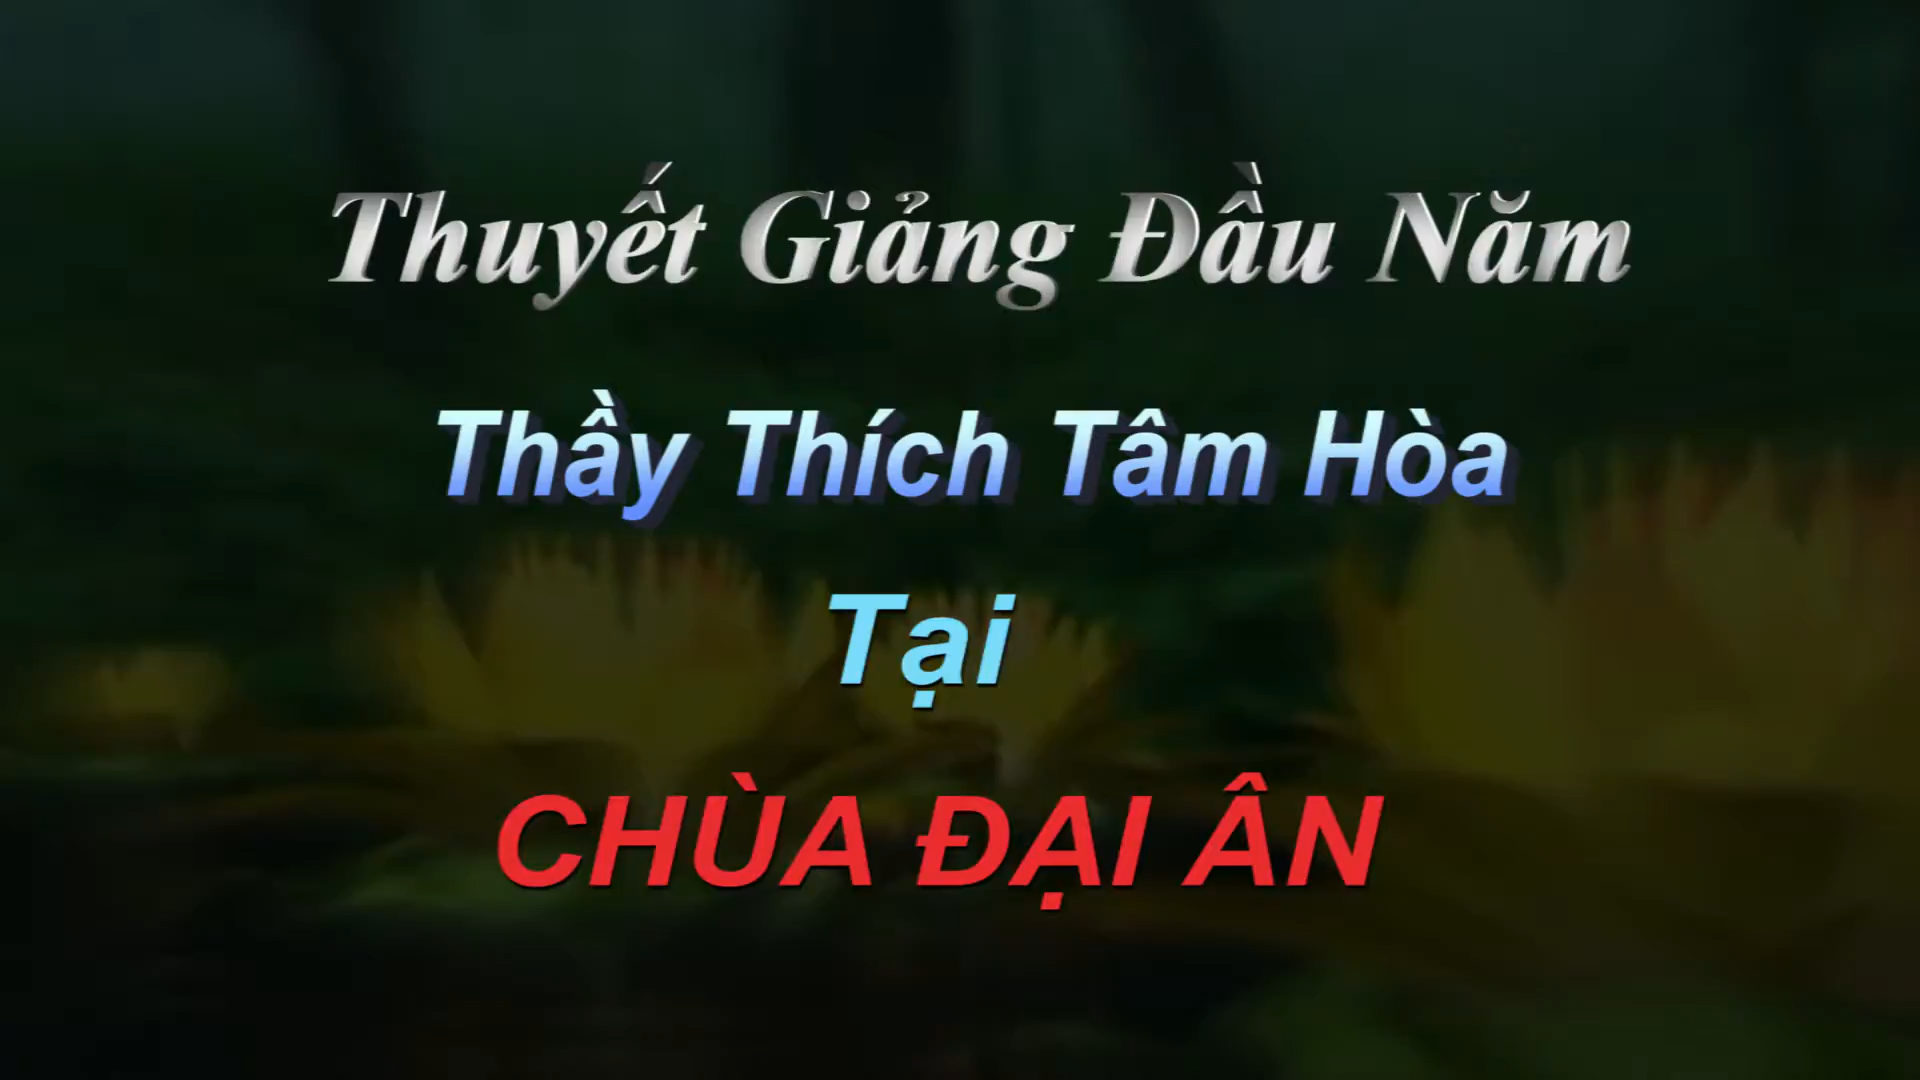 Thuyết Giảng Đầu Năm
Thầy Thích Tâm Hòa
Tại
CHÙA ĐẠI ÂN